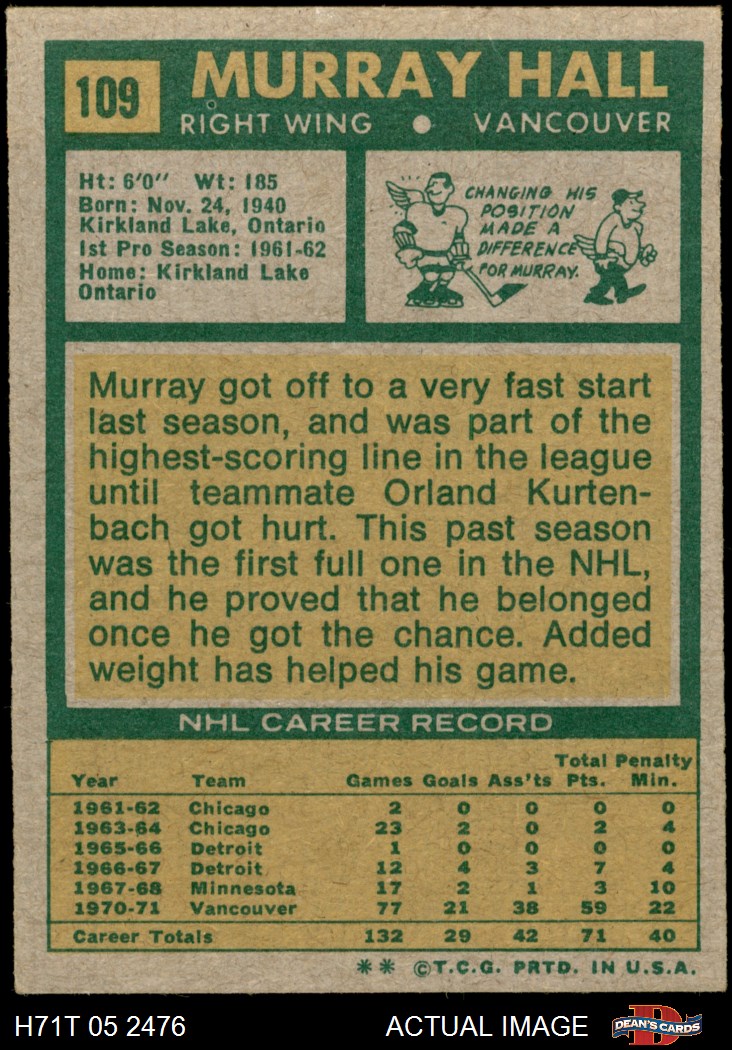 109
MURRAY HALL
RIGHT WING • VANCOUVER
Ht: 6'0" Wt: 185
Born: Nov. 24, 1940
Kirkland Lake, Ontario
1st Pro Season: 1961-62
Home: Kirkland Lake
Ontario
CHANGING HIS
POSITION
MADE A
DIFFERENCE
FOR MURRAY.
Murray got off to a very fast start
last season, and was part of the
highest-scoring line in the league
until teammate Orland Kurten-
bach got hurt. This past season
was the first full one in the NHL,
and he proved that he belonged
once he got the chance. Added
weight has helped his game.
NHL CAREER RECORD
Total Penalty
Year Team Games Goals Ass'ts Pts. Min.
1961-62 Chicago 2 0 0 0 0
1963-64 Chicago 23 2 0 2 4
1965-66 Detroit 1 0 0 0 0
1966-67 Detroit 12 4 3 7 4
1967-68 Minnesota 17 2 1 3 10
1970-71 Vancouver 77 21 38 59 22
Career Totals 132 29 42 71 40
** ©T.C.G. PRTD. IN U.S.A.
H71T 05 2476 ACTUAL IMAGE D DEAN'S CARDS